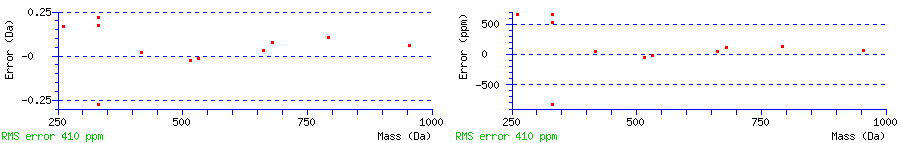 0.25
Error (Da)
-0
-0.25
250 500 750 1000
RMS error 410 ppm Mass (Da)
500
Error (ppm)
0
-500
250 500 750 1000
RMS error 410 ppm Mass (Da)